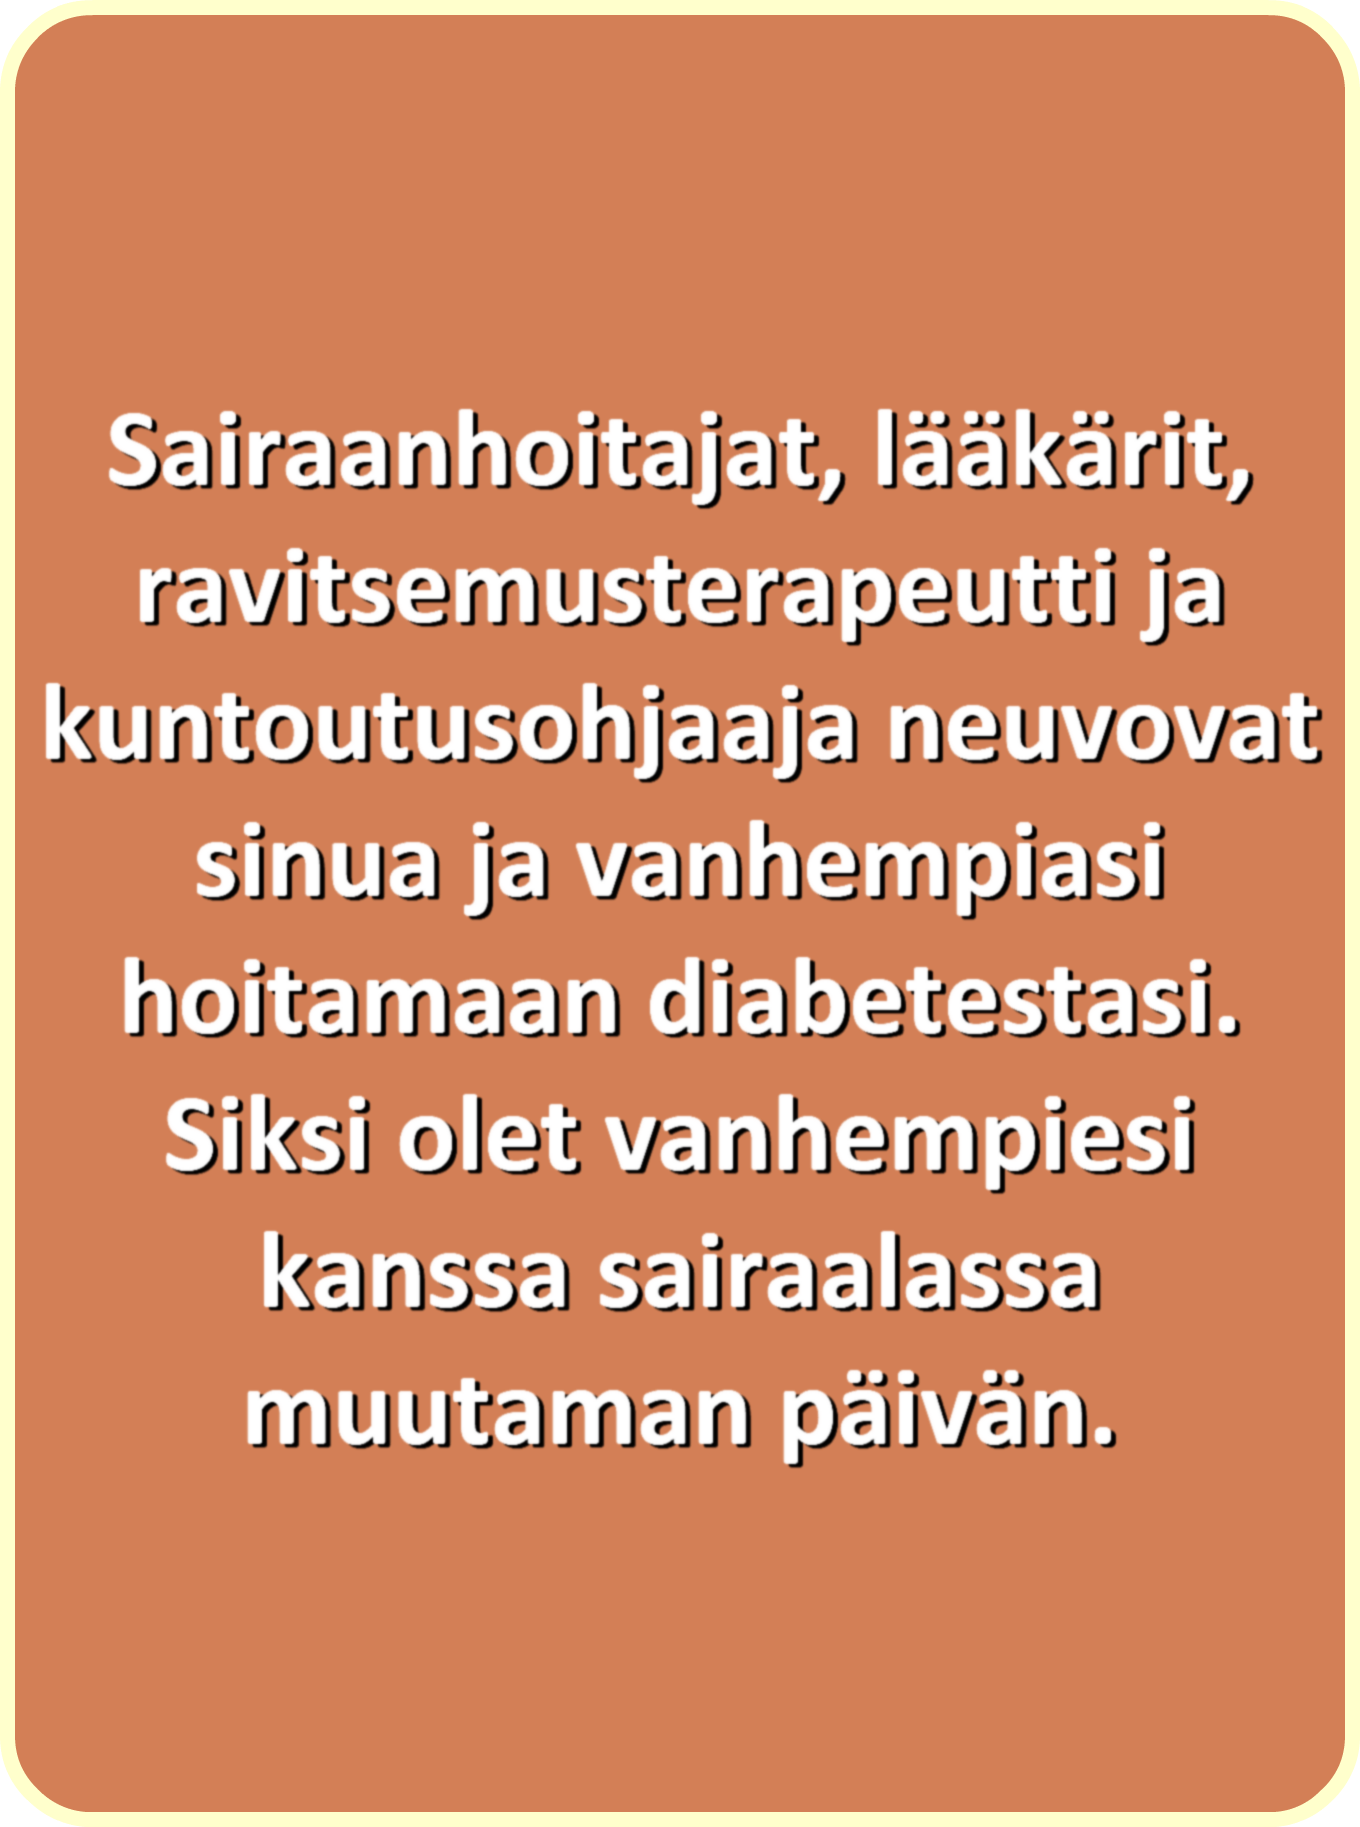 Sairaanhoitajat, lääkärit,
ravitsemusterapeutti ja
kuntoutusohjaaja neuvovat
sinua ja vanhempiasi
hoitamaan diabetestasi.
Siksi olet vanhempiesi
kanssa sairaalassa
muutaman päivän.